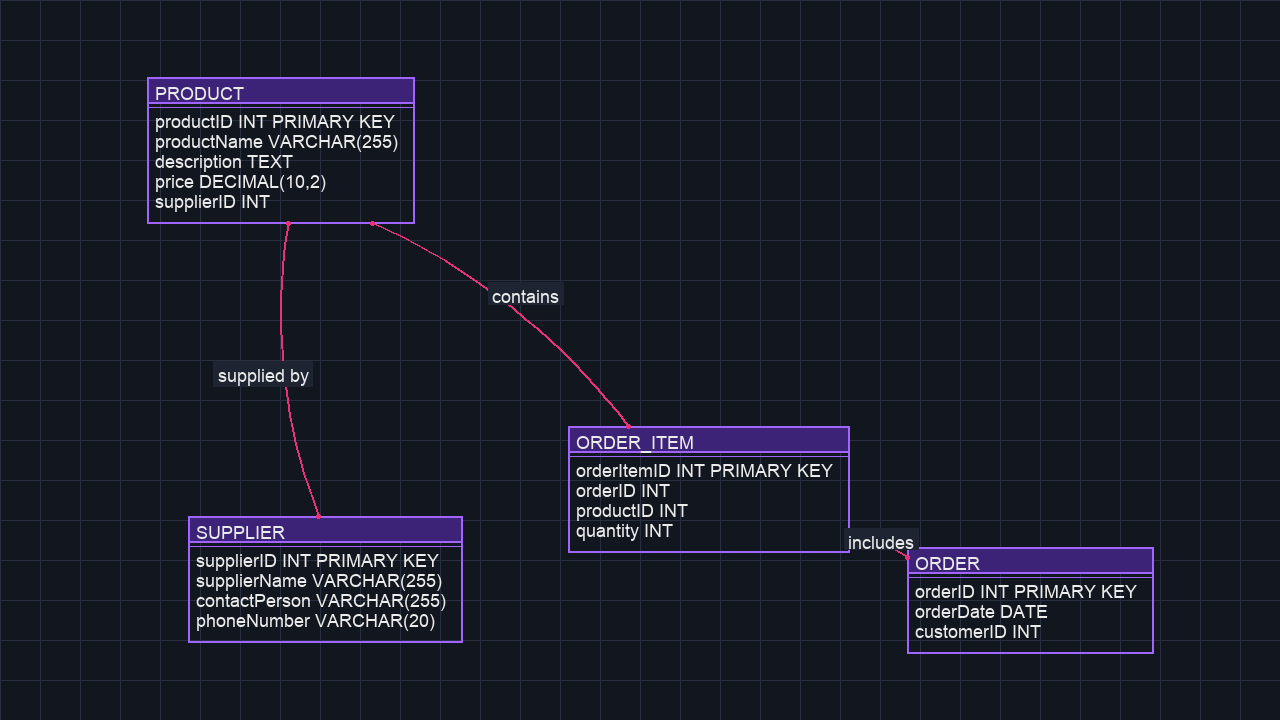 PRODUCT
productID INT PRIMARY KEY
productName VARCHAR(255)
description TEXT
price DECIMAL(10,2)
supplierID INT
contains
supplied by
ORDER_ITEM
orderItemID INT PRIMARY KEY
orderID INT
productID INT
quantity INT
SUPPLIER
supplierID INT PRIMARY KEY
supplierName VARCHAR(255)
contactPerson VARCHAR(255)
phoneNumber VARCHAR(20)
includes
ORDER
orderID INT PRIMARY KEY
orderDate DATE
customerID INT